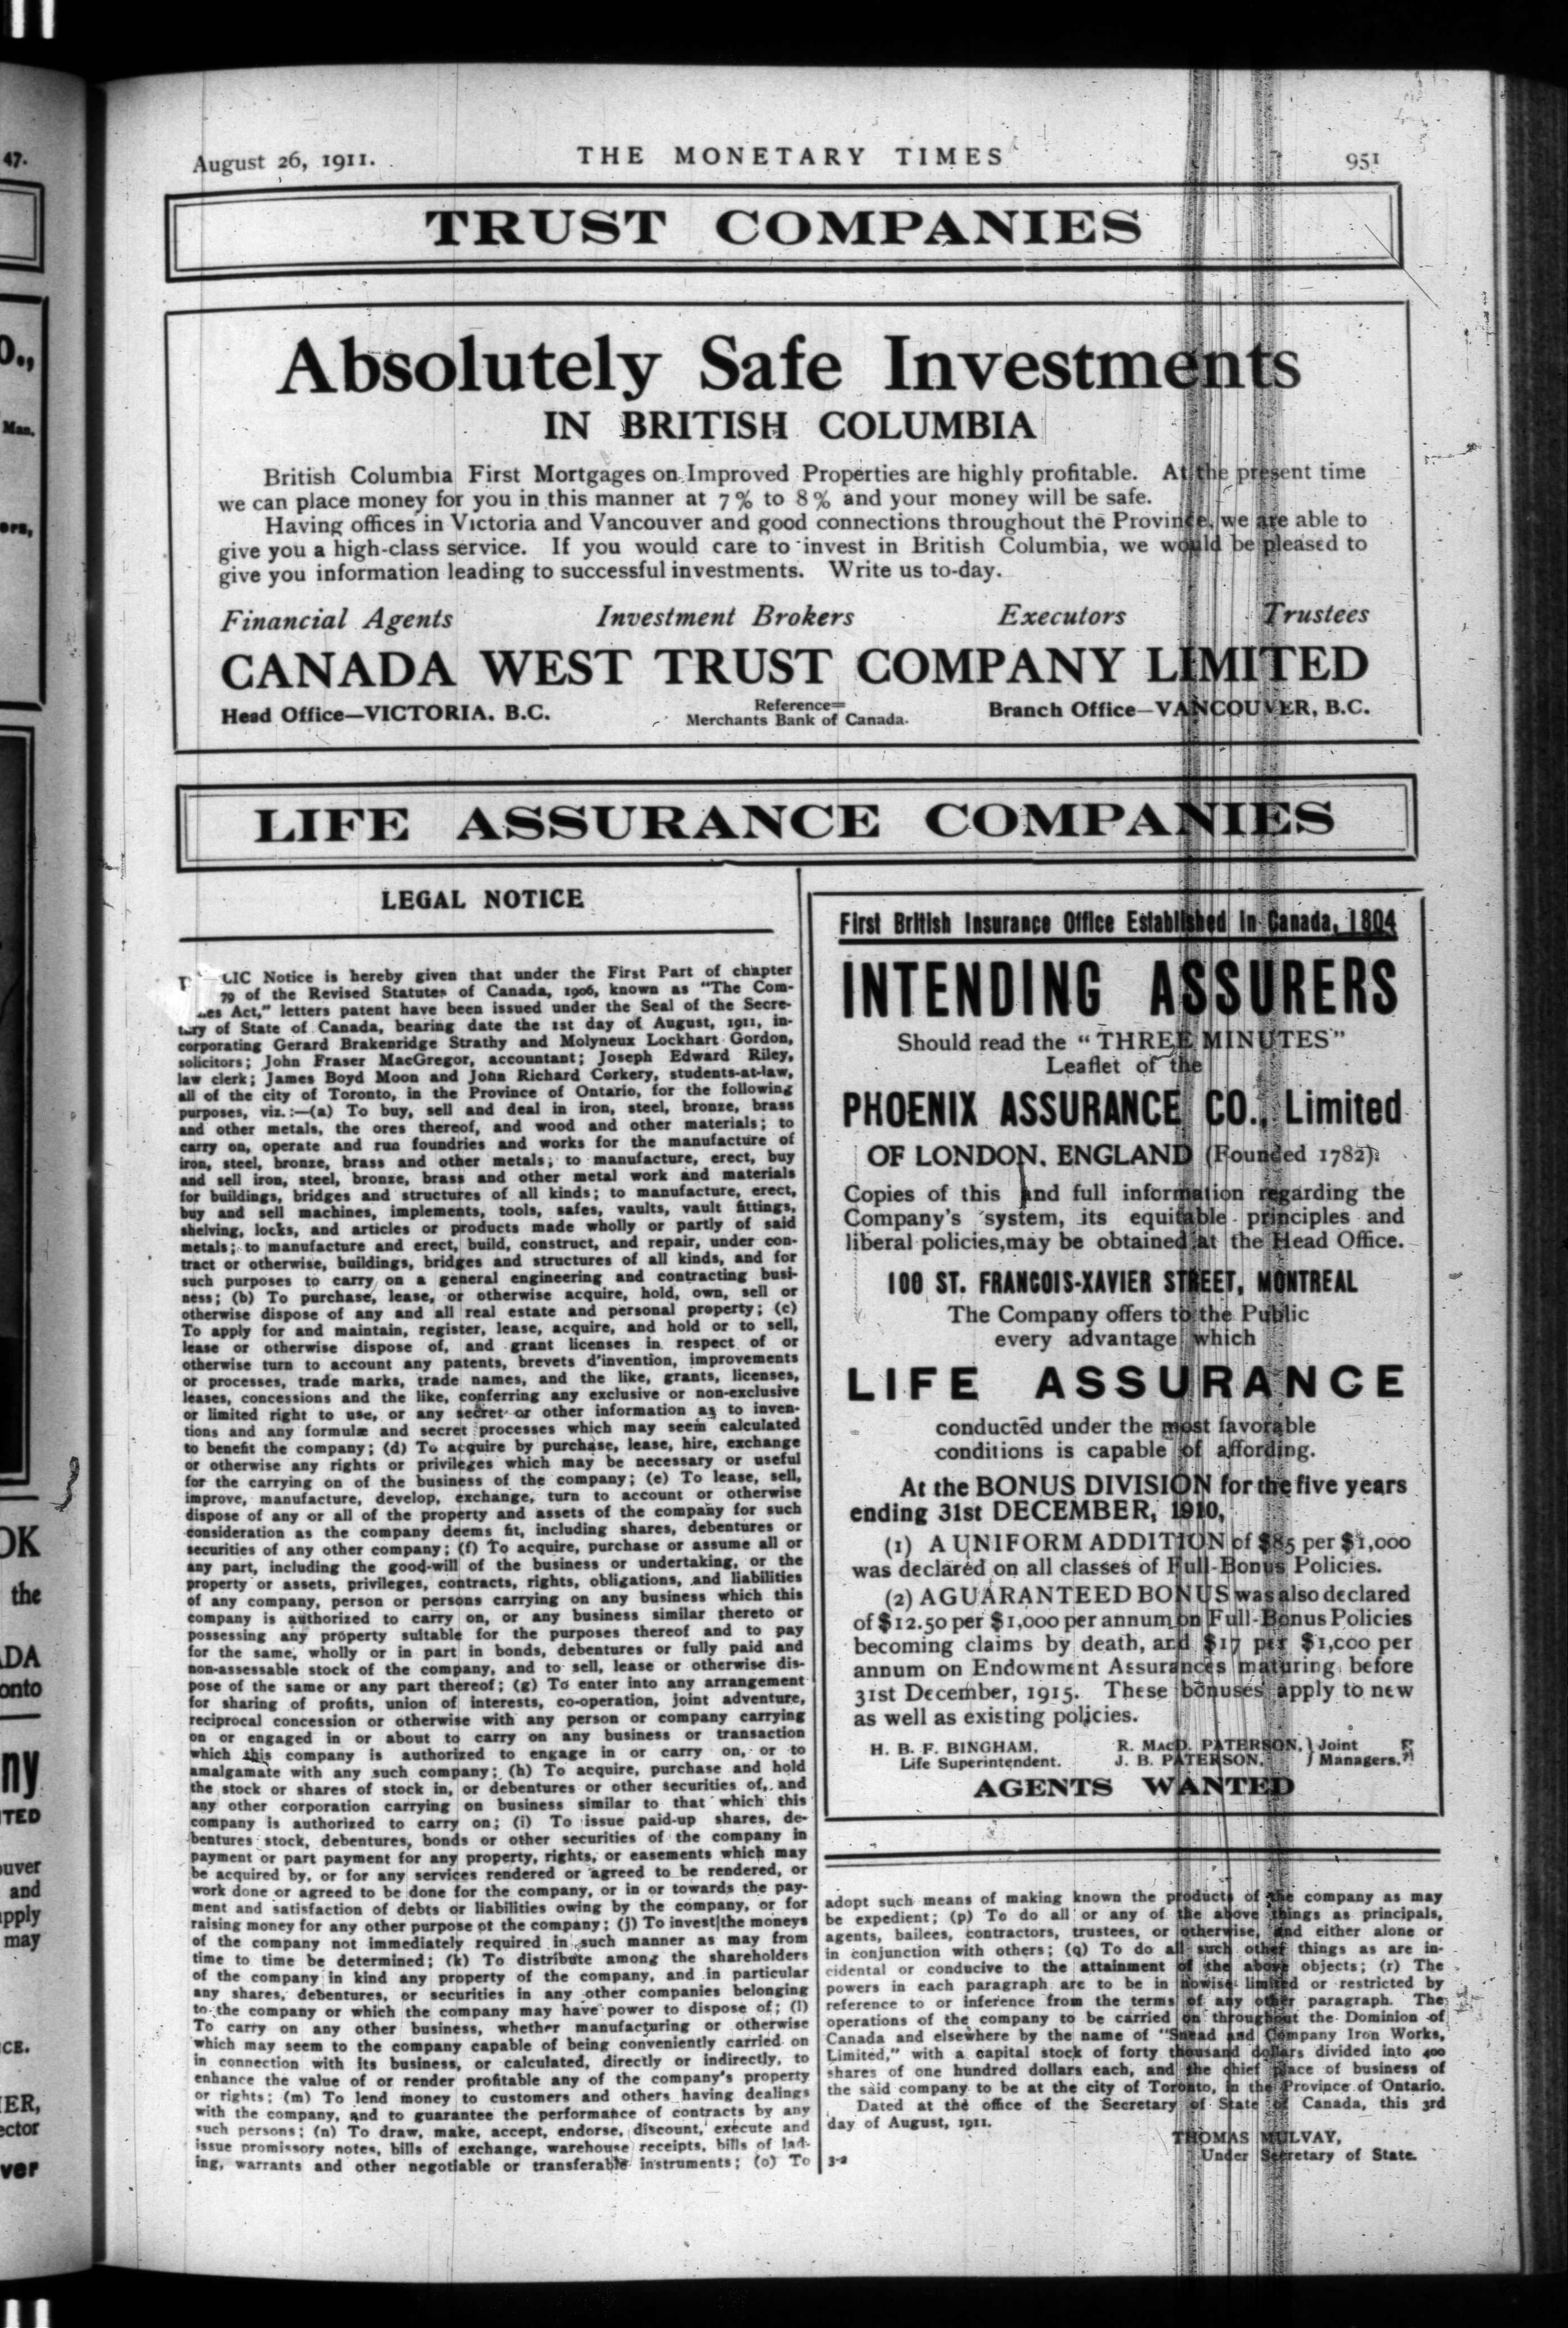 August 26, 1911.
THE MONETARY TIMES
951
TRUST COMPANIES
Absolutely Safe Investments
IN BRITISH COLUMBIA
British Columbia First Mortgages on Improved Properties are highly profitable. At the present time
we can place money for you in this manner at 7% to 8% and your money will be safe.
Having offices in Victoria and Vancouver and good connections throughout the Province, we are able to
give you a high-class service. If you would care to invest in British Columbia, we would be pleased to
give you information leading to successful investments. Write us to-day.
Financial Agents Investment Brokers Executors Trustees
CANADA WEST TRUST COMPANY LIMITED
Head Office—VICTORIA. B.C.
Reference=
Merchants Bank of Canada.
Branch Office—VANCOUVER, B.C.
LIFE ASSURANCE COMPANIES
LEGAL NOTICE
LIC Notice is hereby given that under the First Part of chapter
79 of the Revised Statutes of Canada, 1906, known as "The Com-
Act," letters patent have been issued under the Seal of the Secre-
tary of State of Canada, bearing date the 1st day of August, 1911, in-
corporating Gerard Brakenridge Strathy and Molyneux Lockhart Gordon,
solicitors; John Fraser MacGregor, accountant; Joseph Edward Riley,
law clerk; James Boyd Moon and John Richard Corkery, students-at-law,
all of the city of Toronto, in the Province of Ontario, for the following
purposes, viz.:—(a) To buy, sell and deal in iron, steel, bronze, brass
and other metals, the ores thereof, and wood and other materials; to
carry on, operate and run foundries and works for the manufacture of
iron, steel, bronze, brass and other metals; to manufacture, erect, buy
and sell iron, steel, bronze, brass and other metal work and materials
for buildings, bridges and structures of all kinds; to manufacture, erect,
buy and sell machines, implements, tools, safes, vaults, vault fittings,
shelving, locks, and articles or products made wholly or partly of said
metals; to manufacture and erect, build, construct, and repair, under con-
tract or otherwise, buildings, bridges and structures of all kinds, and for
such purposes to carry on a general engineering and contracting busi-
ness; (b) To purchase, lease, or otherwise acquire, hold, own, sell or
otherwise dispose of any and all real estate and personal property; (c)
To apply for and maintain, register, lease, acquire, and hold or to sell,
lease or otherwise dispose of, and grant licenses in respect of or
otherwise turn to account any patents, brevets d'invention, improvements
or processes, trade marks, trade names, and the like, grants, licenses,
leases, concessions and the like, conferring any exclusive or non-exclusive
or limited right to use, or any secret or other information as to inven-
tions and any formulæ and secret processes which may seem calculated
to benefit the company; (d) To acquire by purchase, lease, hire, exchange
or otherwise any rights or privileges which may be necessary or useful
for the carrying on of the business of the company; (e) To lease, sell,
improve, manufacture, develop, exchange, turn to account or otherwise
dispose of any or all of the property and assets of the company for such
consideration as the company deems fit, including shares, debentures or
securities of any other company; (f) To acquire, purchase or assume all or
any part, including the good-will of the business or undertaking, or the
property or assets, privileges, contracts, rights, obligations, and liabilities
of any company, person or persons carrying on any business which this
company is authorized to carry on, or any business similar thereto or
possessing any property suitable for the purposes thereof and to pay
for the same, wholly or in part in bonds, debentures or fully paid and
non-assessable stock of the company, and to sell, lease or otherwise dis-
pose of the same or any part thereof; (g) To enter into any arrangement
for sharing of profits, union of interests, co-operation, joint adventure,
reciprocal concession or otherwise with any person or company carrying
on or engaged in or about to carry on any business or transaction
which this company is authorized to engage in or carry on, or to
amalgamate with any such company; (h) To acquire, purchase and hold
the stock or shares of stock in, or debentures or other securities of, and
any other corporation carrying on business similar to that which this
company is authorized to carry on; (i) To issue paid-up shares, de-
bentures stock, debentures, bonds or other securities of the company in
payment or part payment for any property, rights, or easements which may
be acquired by, or for any services rendered or agreed to be rendered, or
work done or agreed to be done for the company, or in or towards the pay-
ment and satisfaction of debts or liabilities owing by the company, or for
raising money for any other purpose of the company; (j) To invest the moneys
of the company not immediately required in such manner as may from
time to time be determined; (k) To distribute among the shareholders
of the company in kind any property of the company, and in particular
any shares, debentures, or securities in any other companies belonging
to the company or which the company may have power to dispose of; (l)
To carry on any other business, whether manufacturing or otherwise
which may seem to the company capable of being conveniently carried on
in connection with its business, or calculated, directly or indirectly, to
enhance the value of or render profitable any of the company's property
or rights; (m) To lend money to customers and others having dealings
with the company, and to guarantee the performance of contracts by any
such persons; (n) To draw, make, accept, endorse, discount, execute and
issue promissory notes, bills of exchange, warehouse receipts, bills of lad-
ing, warrants and other negotiable or transferable instruments; (o) To
First British Insurance Office Established in Canada, 1804
INTENDING ASSURERS
Should read the "THREE MINUTES"
Leaflet of the
PHOENIX ASSURANCE CO., Limited
OF LONDON, ENGLAND (Founded 1782).
Copies of this and full information regarding the
Company's system, its equitable principles and
liberal policies, may be obtained at the Head Office.
100 ST. FRANCOIS-XAVIER STREET, MONTREAL
The Company offers to the Public
every advantage which
LIFE ASSURANCE
conducted under the most favorable
conditions is capable of affording.
At the BONUS DIVISION for the five years
ending 31st DECEMBER, 1910,
(1) A UNIFORM ADDITION of $85 per $1,000
was declared on all classes of Full-Bonus Policies.
(2) A GUARANTEED BONUS was also declared
of $12.50 per $1,000 per annum on Full-Bonus Policies
becoming claims by death, and $17 per $1,000 per
annum on Endowment Assurances maturing before
31st December, 1915. These bonuses apply to new
as well as existing policies.
H. B. F. BINGHAM,
Life Superintendent.
R. MacD. PATERSON, } Joint
J. B. PATERSON, } Managers.
AGENTS WANTED
adopt such means of making known the products of the company as may
be expedient; (p) To do all or any of the above things as principals,
agents, bailees, contractors, trustees, or otherwise, and either alone or
in conjunction with others; (q) To do all such other things as are in-
cidental or conducive to the attainment of the above objects; (r) The
powers in each paragraph are to be in nowise limited or restricted by
reference to or inference from the terms of any other paragraph. The
operations of the company to be carried on throughout the Dominion of
Canada and elsewhere by the name of "Snead and Company Iron Works,
Limited," with a capital stock of forty thousand dollars divided into 400
shares of one hundred dollars each, and the chief place of business of
the said company to be at the city of Toronto, in the Province of Ontario.
Dated at the office of the Secretary of State of Canada, this 3rd
day of August, 1911.
THOMAS MULVAY,
Under Secretary of State.
3-2